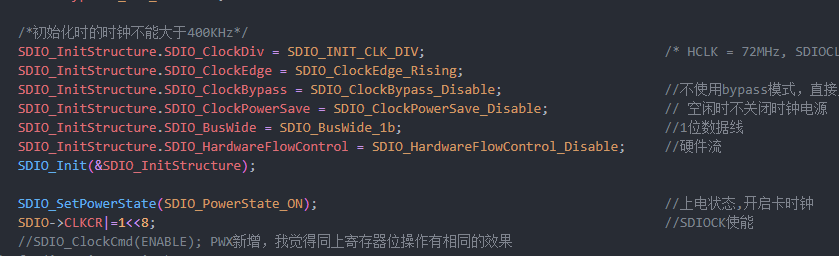 /*初始化时的时钟不能大于400KHz*/
SDIO_InitStructure.SDIO_ClockDiv = SDIO_INIT_CLK_DIV; /* HCLK = 72MHz, SDIOCL
SDIO_InitStructure.SDIO_ClockEdge = SDIO_ClockEdge_Rising;
SDIO_InitStructure.SDIO_ClockBypass = SDIO_ClockBypass_Disable; //不使用bypass模式，直接
SDIO_InitStructure.SDIO_ClockPowerSave = SDIO_ClockPowerSave_Disable; // 空闲时不关闭时钟电源
SDIO_InitStructure.SDIO_BusWide = SDIO_BusWide_1b; //1位数据线
SDIO_InitStructure.SDIO_HardwareFlowControl = SDIO_HardwareFlowControl_Disable; //硬件流
SDIO_Init(&SDIO_InitStructure);
SDIO_SetPowerState(SDIO_PowerState_ON); //上电状态,开启卡时钟
SDIO->CLKCR|=1<<8; //SDIOCK使能
//SDIO_ClockCmd(ENABLE); PWX新增，我觉得同上寄存器位操作有相同的效果